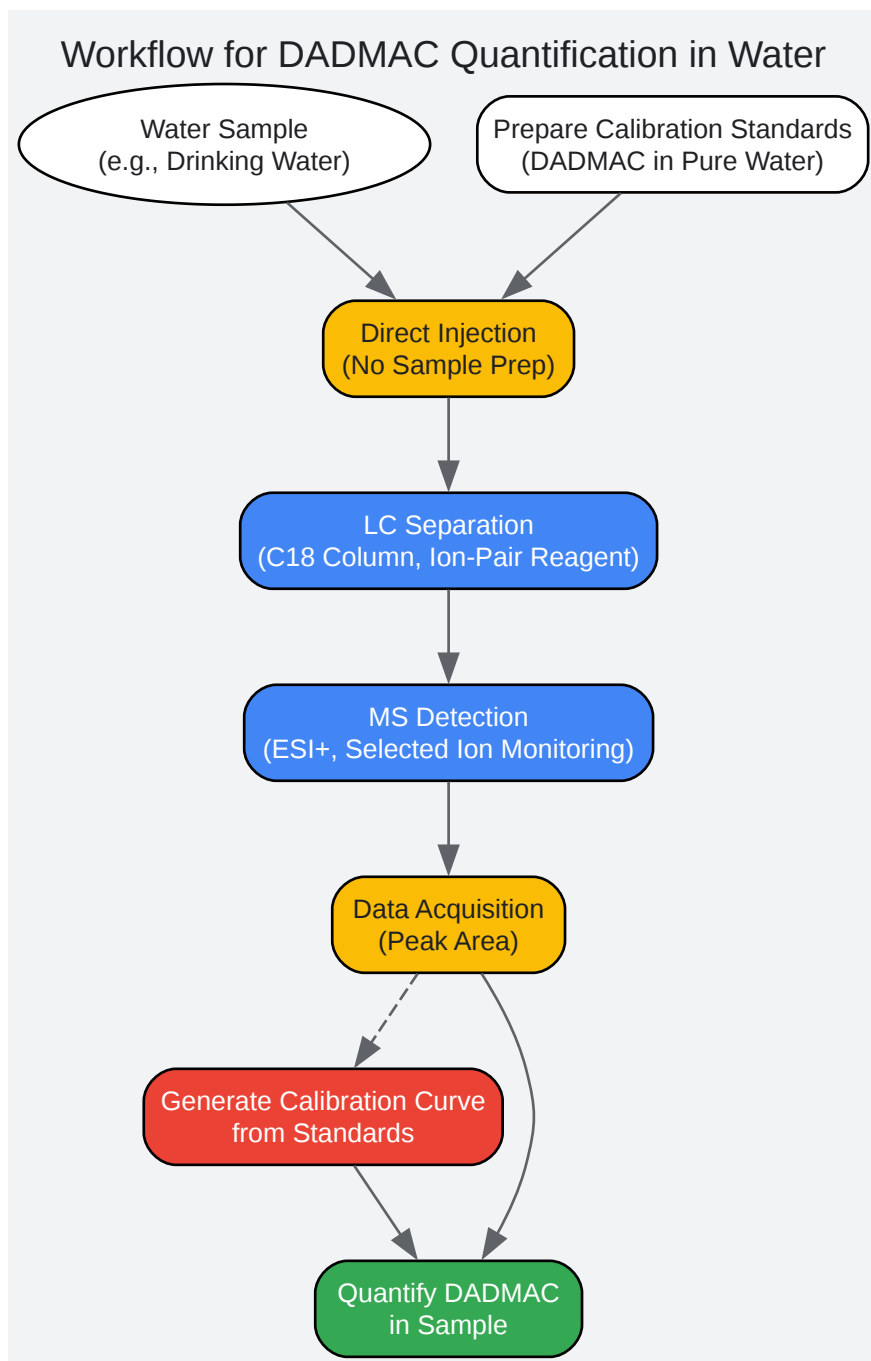 Workflow for DADMAC Quantification in Water
Water Sample
(e.g., Drinking Water)
Prepare Calibration Standards
(DADMAC in Pure Water)
Direct Injection
(No Sample Prep)
LC Separation
(C18 Column, Ion-Pair Reagent)
MS Detection
(ESI+, Selected Ion Monitoring)
Data Acquisition
(Peak Area)
Generate Calibration Curve
from Standards
Quantify DADMAC
in Sample